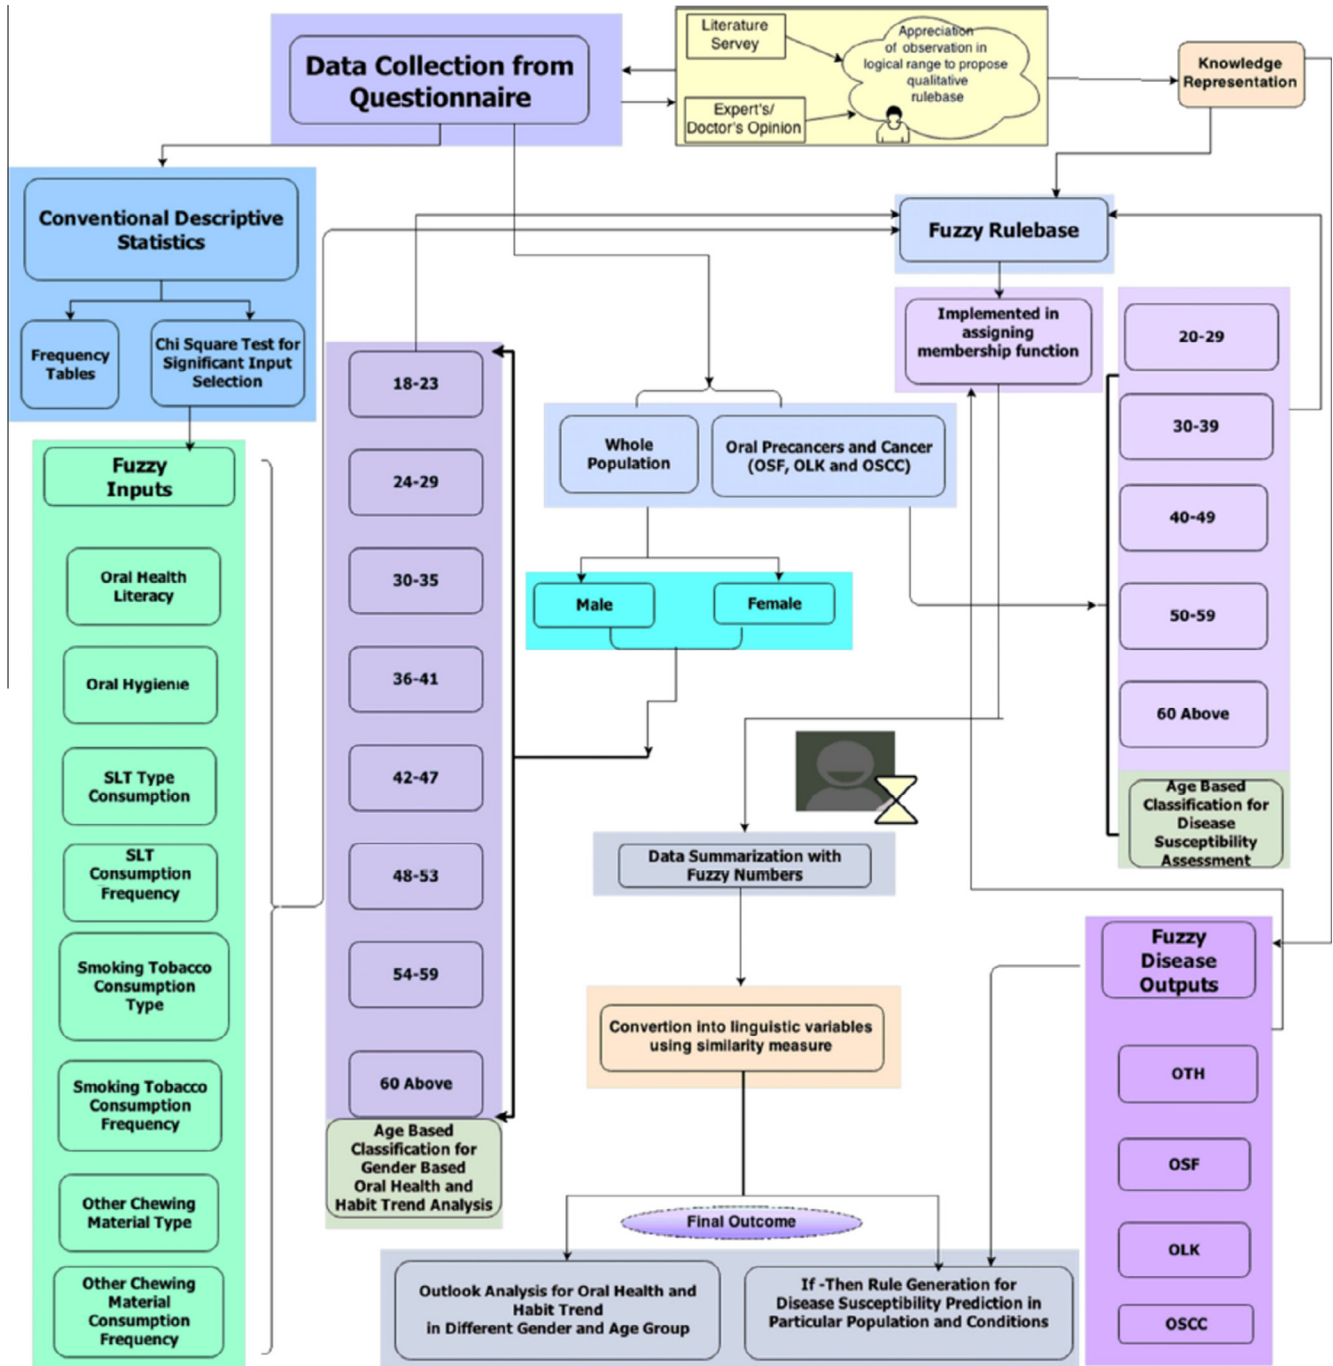 Data Collection from
Questionnaire
Literature
Servey
Expert's/
Doctor's Opinion
Appreciation
of observation in
logical range to propose
qualitative
rulebase
Knowledge
Representation
Conventional Descriptive
Statistics
Frequency
Tables
Chi Square Test for
Significant Input
Selection
Fuzzy Rulebase
Implemented in
assigning
membership function
Fuzzy
Inputs
Oral Health
Literacy
Oral Hygienie
SLT Type
Consumption
SLT
Consumption
Frequency
Smoking Tobacco
Consumption
Type
Smoking Tobacco
Consumption
Frequency
Other Chewing
Material Type
Other Chewing
Material
Consumption
Frequency
18-23
24-29
30-35
36-41
42-47
48-53
54-59
60 Above
Age Based
Classification for
Gender Based
Oral Health and
Habit Trend Analysis
Whole
Population
Oral Precancers and Cancer
(OSF, OLK and OSCC)
Male
Female
20-29
30-39
40-49
50-59
60 Above
Age Based
Classification for
Disease
Susceptibility
Assessment
Data Summarization with
Fuzzy Numbers
Convertion into linguistic variables
using similarity measure
Final Outcome
Outlook Analysis for Oral Health and
Habit Trend
in Different Gender and Age Group
If -Then Rule Generation for
Disease Susceptibility Prediction in
Particular Population and Conditions
Fuzzy
Disease
Outputs
OTH
OSF
OLK
OSCC